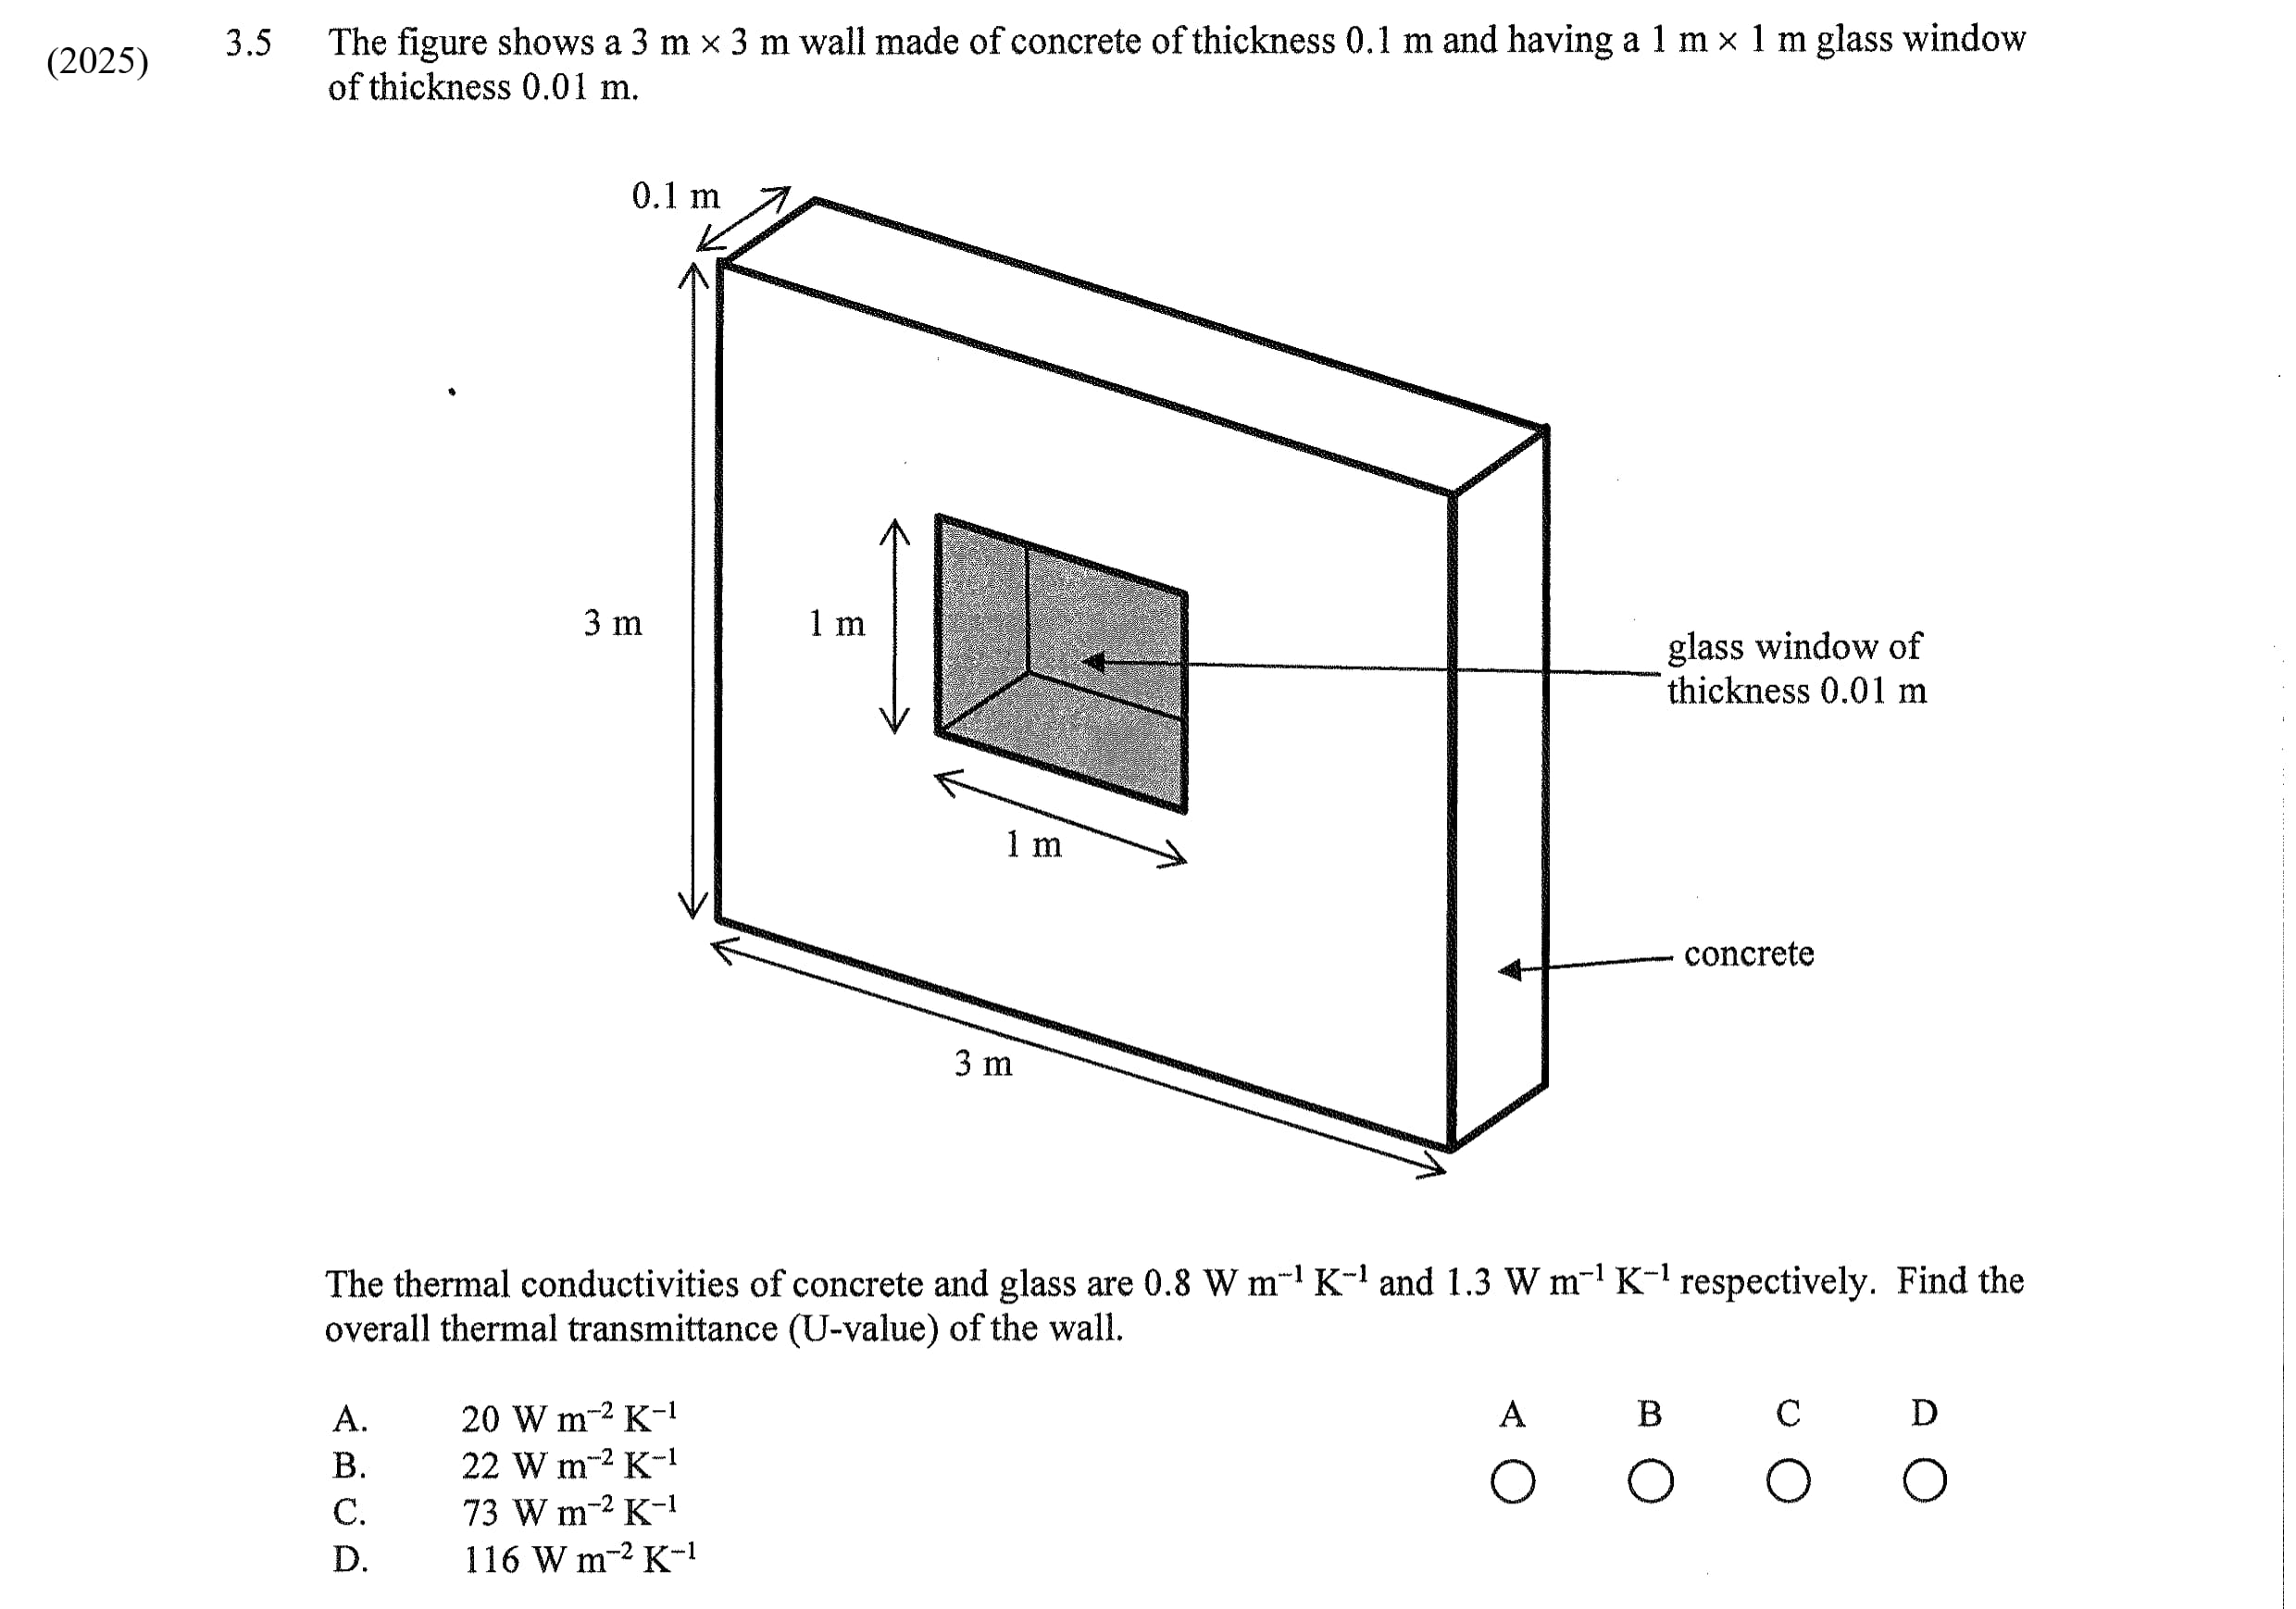 (2025)
3.5 The figure shows a 3 m × 3 m wall made of concrete of thickness 0.1 m and having a 1 m × 1 m glass window
of thickness 0.01 m.
0.1 m
3 m
1 m
glass window of
thickness 0.01 m
1 m
concrete
3 m
The thermal conductivities of concrete and glass are 0.8 W m⁻¹ K⁻¹ and 1.3 W m⁻¹ K⁻¹ respectively. Find the
overall thermal transmittance (U-value) of the wall.
A. 20 W m⁻² K⁻¹
B. 22 W m⁻² K⁻¹
C. 73 W m⁻² K⁻¹
D. 116 W m⁻² K⁻¹
A B C D